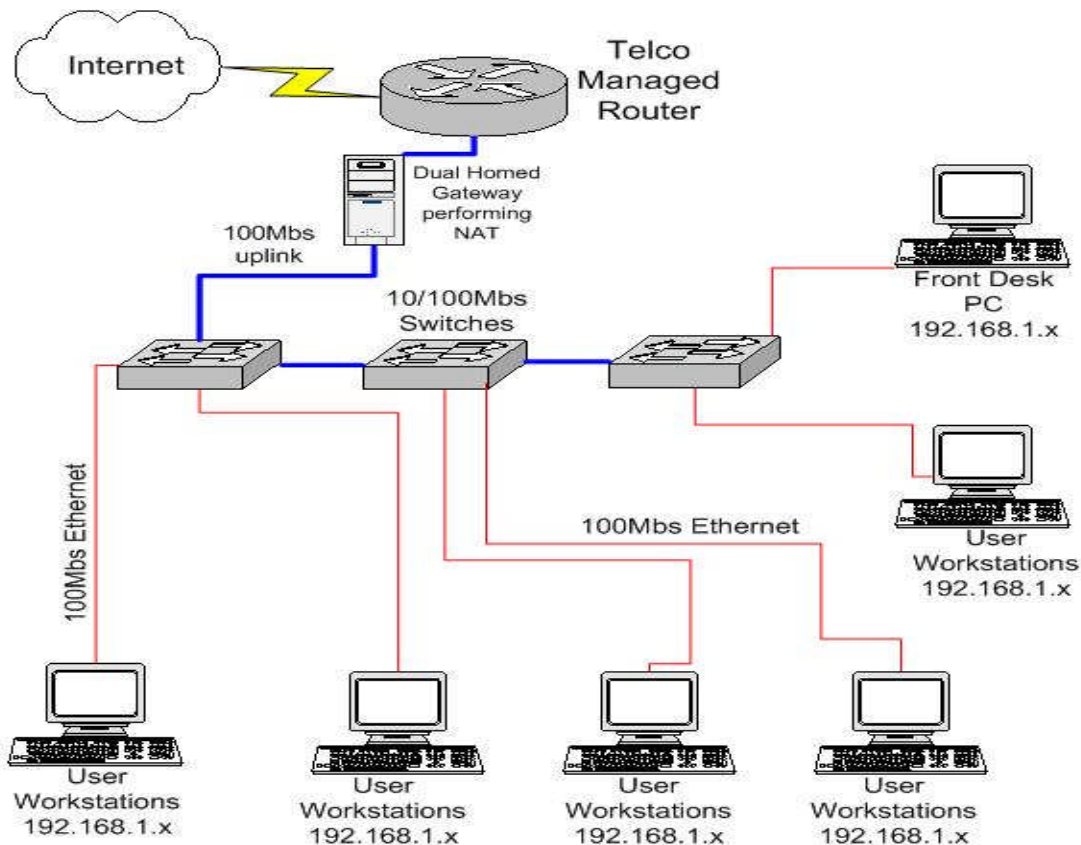 Internet
Telco
Managed
Router
Dual Homed
Gateway
performing
NAT
100Mbs
uplink
10/100Mbs
Switches
Front Desk
PC
192.168.1.x
100Mbs Ethernet
100Mbs Ethernet
User
Workstations
192.168.1.x
User
Workstations
192.168.1.x
User
Workstations
192.168.1.x
User
Workstations
192.168.1.x
User
Workstations
192.168.1.x